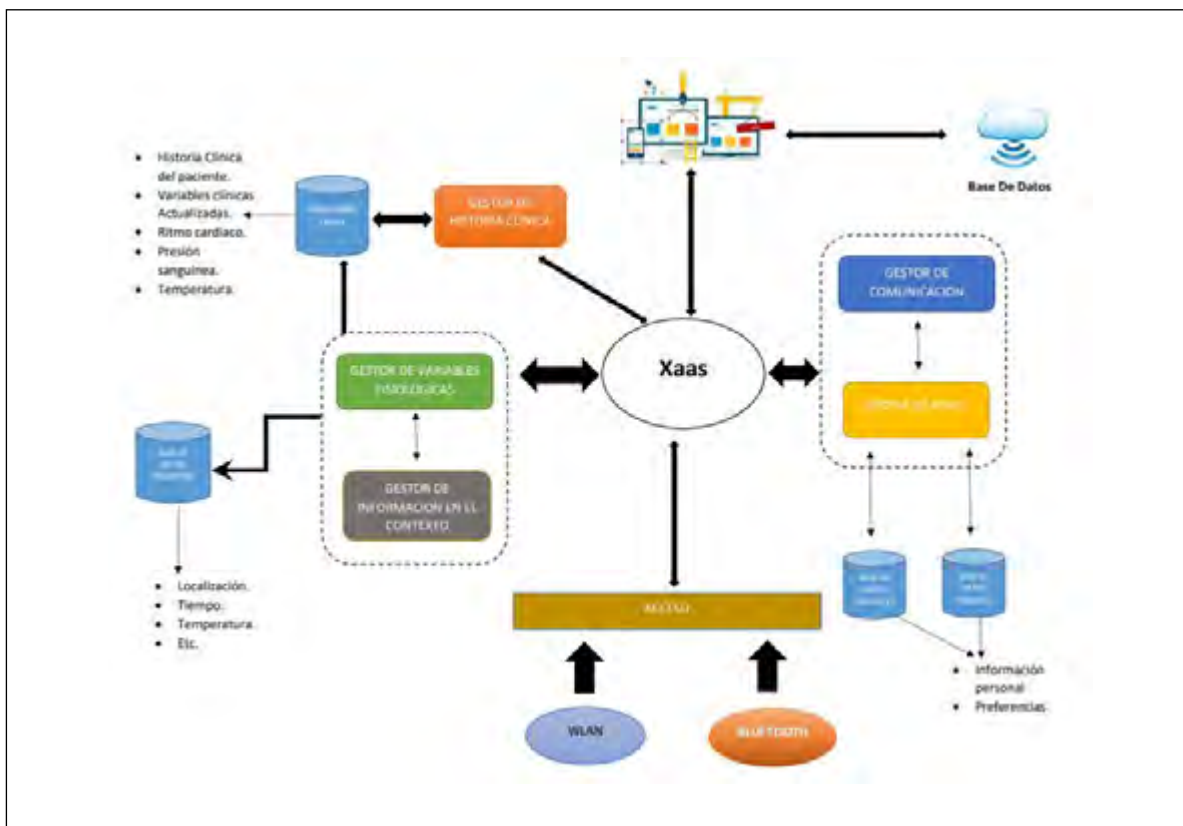 Base De Datos
• Historia Clínica
del paciente.
• Variables clínicas
Actualizadas.
• Ritmo cardiaco.
• Presión
sanguínea.
• Temperatura.
GESTOR DE
HISTORIA CLÍNICA
GESTOR DE
COMUNICACIÓN
Xaas
GESTOR DE VARIABLES
FISIOLÓGICAS
GESTOR DE
INFORMACION EN EL
CONTEXTO
• Localización.
• Tiempo.
• Temperatura.
• Etc.
ACCESO
• Información
personal
• Preferencias
WLAN
BLUETOOTH